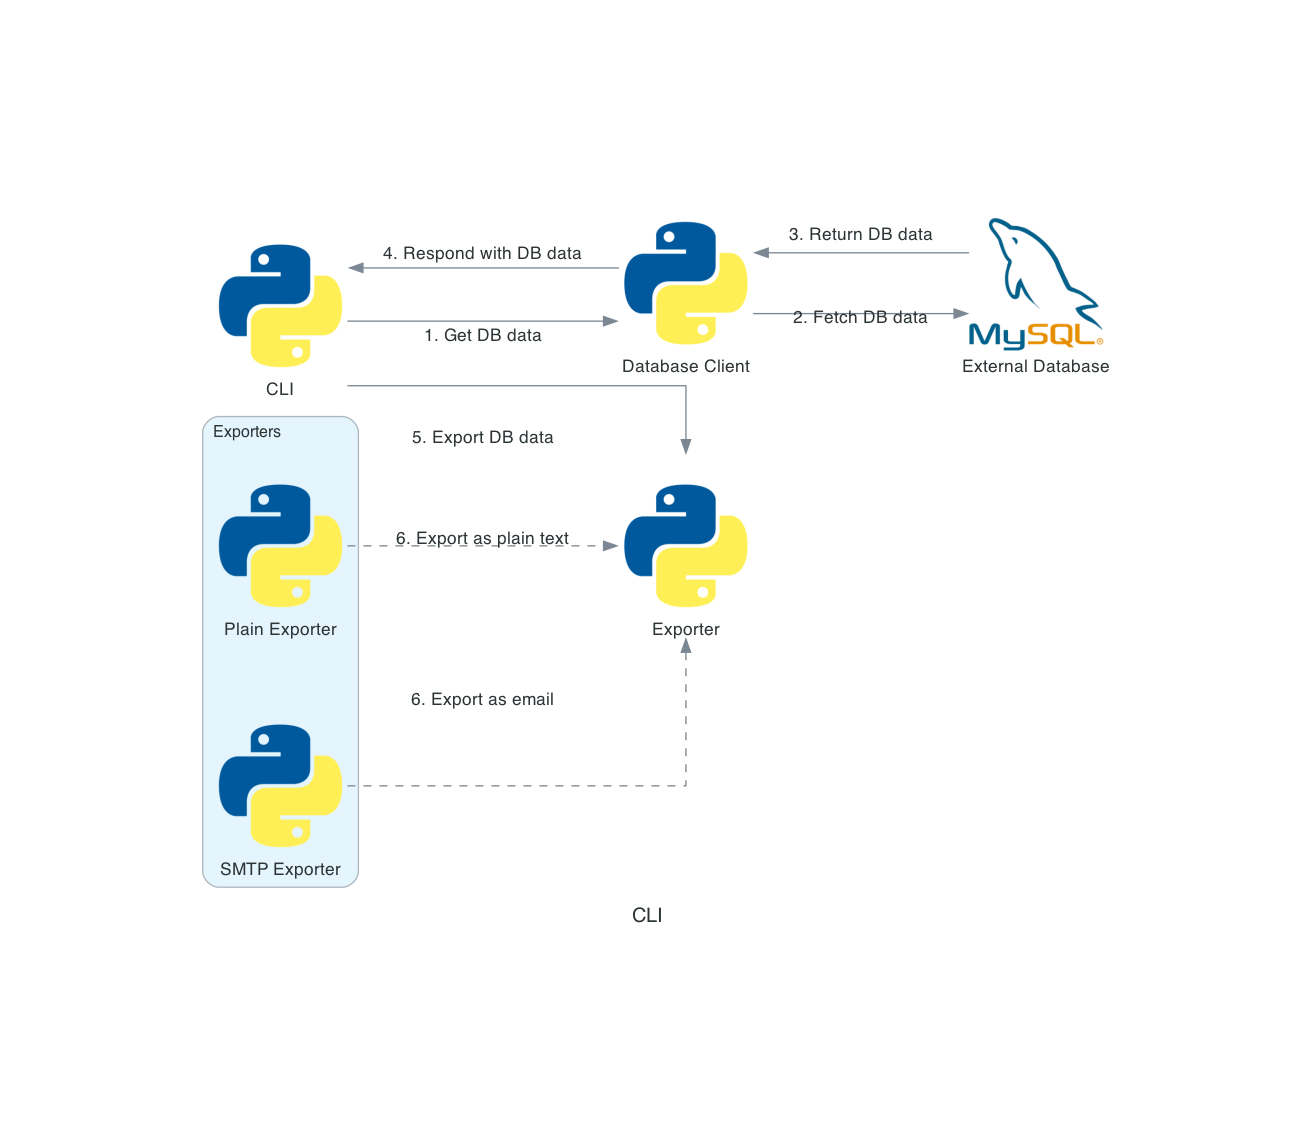 3. Return DB data
4. Respond with DB data
2. Fetch DB data
1. Get DB data
MySQL®
Database Client
External Database
CLI
Exporters
5. Export DB data
6. Export as plain text
Plain Exporter
Exporter
6. Export as email
SMTP Exporter
CLI